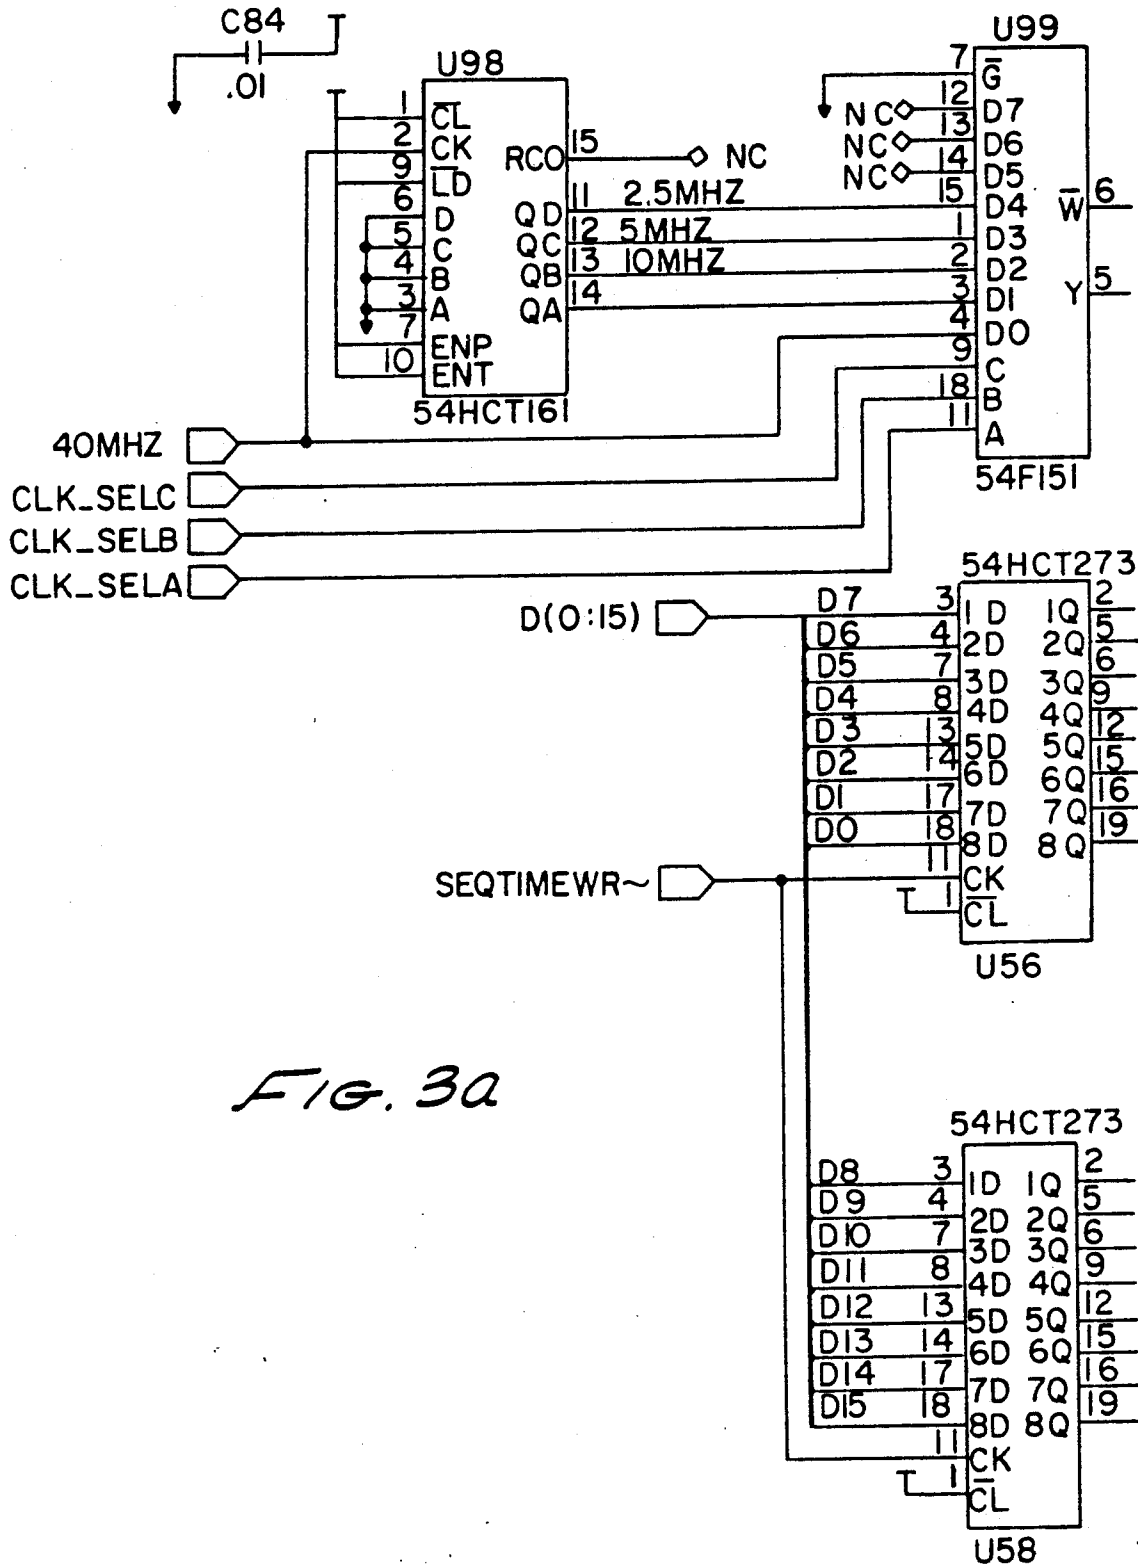 C84
.01
U98
1 CL
2 CK
9 LD
6 D
5 C
4 B
3 A
7 ENP
10 ENT
RCO 15 NC
QD 11 2.5MHZ
QC 12 5MHZ
QB 13 10MHZ
QA 14
54HCT161
U99
7 G
NC 12 D7
NC 13 D6
NC 14 D5
15 D4
1 D3
2 D2
3 D1
4 D0
9 C
18 B
11 A
W 6
Y 5
54F151
40MHZ
CLK_SELC
CLK_SELB
CLK_SELA
54HCT273
D(0:15)
D7 3 1D 1Q 2
D6 4 2D 2Q 5
D5 7 3D 3Q 6
D4 8 4D 4Q 9
D3 13 5D 5Q 12
D2 14 6D 6Q 15
D1 17 7D 7Q 16
D0 18 8D 8Q 19
SEQTIMEWR~ 11 CK
1 CL
U56
FIG. 3a
54HCT273
D8 3 1D 1Q 2
D9 4 2D 2Q 5
D10 7 3D 3Q 6
D11 8 4D 4Q 9
D12 13 5D 5Q 12
D13 14 6D 6Q 15
D14 17 7D 7Q 16
D15 18 8D 8Q 19
11 CK
1 CL
U58